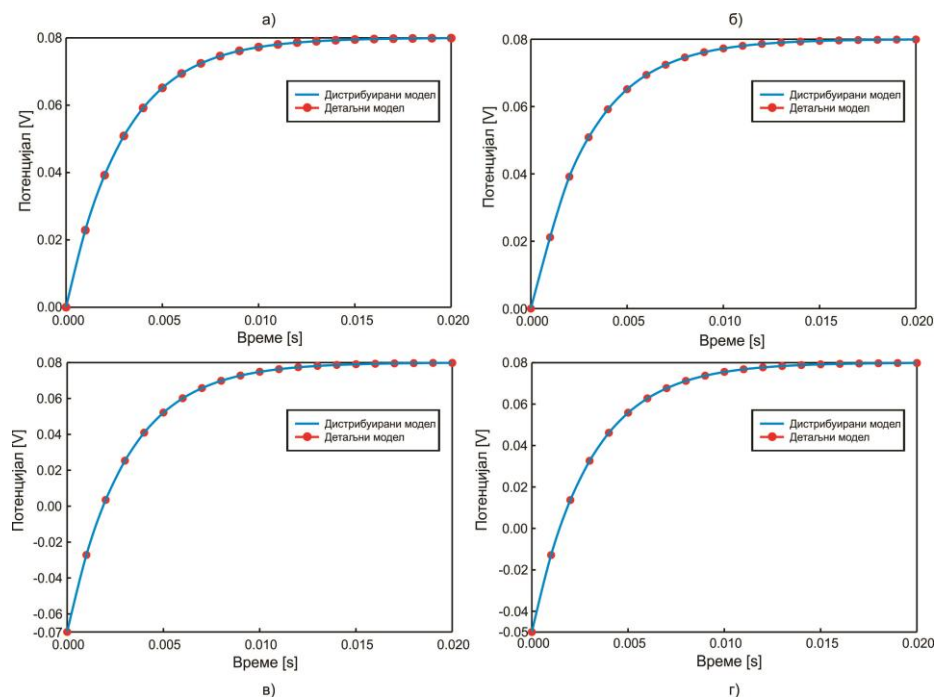 а)
б)
Потенцијал [V]
0.08
0.06
0.04
0.02
0.00
Дистрибуирани модел
Детаљни модел
0.000 0.005 0.010 0.015 0.020
Време [s]
Потенцијал [V]
0.08
0.06
0.04
0.02
0.00
Дистрибуирани модел
Детаљни модел
0.000 0.005 0.010 0.015 0.020
Време [s]
Потенцијал [V]
0.08
0.06
0.04
0.02
0.00
-0.02
-0.04
-0.06
-0.07
Дистрибуирани модел
Детаљни модел
0.000 0.005 0.010 0.015 0.020
Време [s]
в)
Потенцијал [V]
0.08
0.06
0.04
0.02
0.00
-0.02
-0.04
-0.05
Дистрибуирани модел
Детаљни модел
0.000 0.005 0.010 0.015 0.020
Време [s]
г)